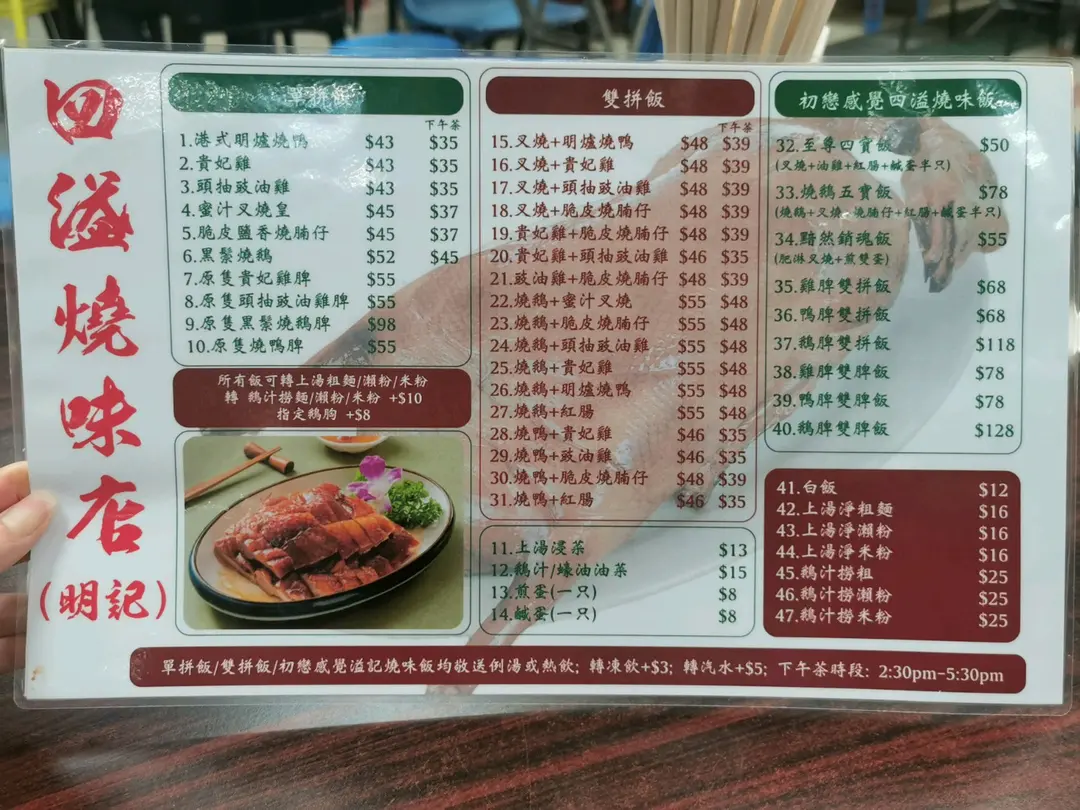 四溢燒味店
(明記)
單拼飯
下午茶
1.港式明爐燒鴨 $43 $35
2.貴妃雞 $43 $35
3.頭抽豉油雞 $43 $35
4.蜜汁叉燒皇 $45 $37
5.脆皮鹽香燒腩仔 $45 $37
6.黑鬃燒鵝 $52 $45
7.原隻貴妃雞脾 $55
8.原隻頭抽豉油雞脾 $55
9.原隻黑鬃燒鵝脾 $98
10.原隻燒鴨脾 $55
所有飯可轉上湯粗麵/瀨粉/米粉
轉 鵝汁撈麵/瀨粉/米粉 +$10
指定鵝胸 +$8
雙拼飯
下午茶
15.叉燒+明爐燒鴨 $48 $39
16.叉燒+貴妃雞 $48 $39
17.叉燒+頭抽豉油雞 $48 $39
18.叉燒+脆皮燒腩仔 $48 $39
19.貴妃雞+脆皮燒腩仔 $48 $39
20.貴妃雞+頭抽豉油雞 $46 $35
21.豉油雞+脆皮燒腩仔 $48 $39
22.燒鵝+蜜汁叉燒 $55 $48
23.燒鵝+脆皮燒腩仔 $55 $48
24.燒鵝+頭抽豉油雞 $55 $48
25.燒鵝+貴妃雞 $55 $48
26.燒鵝+明爐燒鴨 $55 $48
27.燒鵝+紅腸 $55 $48
28.燒鴨+貴妃雞 $46 $35
29.燒鴨+豉油雞 $46 $35
30.燒鴨+脆皮燒腩仔 $48 $39
31.燒鴨+紅腸 $46 $35
11.上湯浸菜 $13
12.鵝汁/蠔油油菜 $15
13.煎蛋(一只) $8
14.鹹蛋(一只) $8
初戀感覺四溢燒味飯
32.至尊四寶飯 $50
(叉燒+油雞+紅腸+鹹蛋半只)
33.燒鵝五寶飯 $78
(燒鵝+叉燒+燒腩仔+紅腸+鹹蛋半只)
34.黯然銷魂飯 $55
(肥淋叉燒+煎雙蛋)
35.雞脾雙拼飯 $68
36.鴨脾雙拼飯 $68
37.鵝脾雙拼飯 $118
38.雞脾雙脾飯 $78
39.鴨脾雙脾飯 $78
40.鵝脾雙脾飯 $128
41.白飯 $12
42.上湯淨粗麵 $16
43.上湯淨瀨粉 $16
44.上湯淨米粉 $16
45.鵝汁撈粗 $25
46.鵝汁撈瀨粉 $25
47.鵝汁撈米粉 $25
單拼飯/雙拼飯/初戀感覺溢記燒味飯均敬送例湯或熱飲; 轉凍飲+$3; 轉汽水+$5; 下午茶時段: 2:30pm-5:30pm